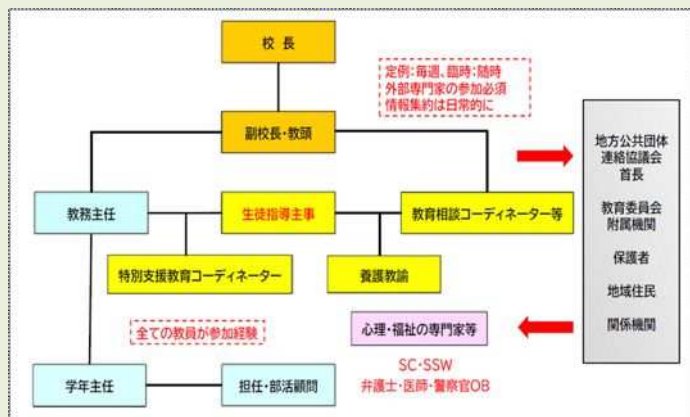 校 長
定例：毎週、臨時：随時
外部専門家の参加必須
情報集約は日常的に
副校長・教頭
地方公共団体
連絡協議会
首長
教育委員会
附属機関
保護者
地域住民
関係機関
教務主任
生徒指導主事
教育相談コーディネーター等
特別支援教育コーディネーター
養護教諭
全ての教員が参加経験
心理・福祉の専門家等
SC・SSW
弁護士・医師・警察官OB
学年主任
担任・部活顧問